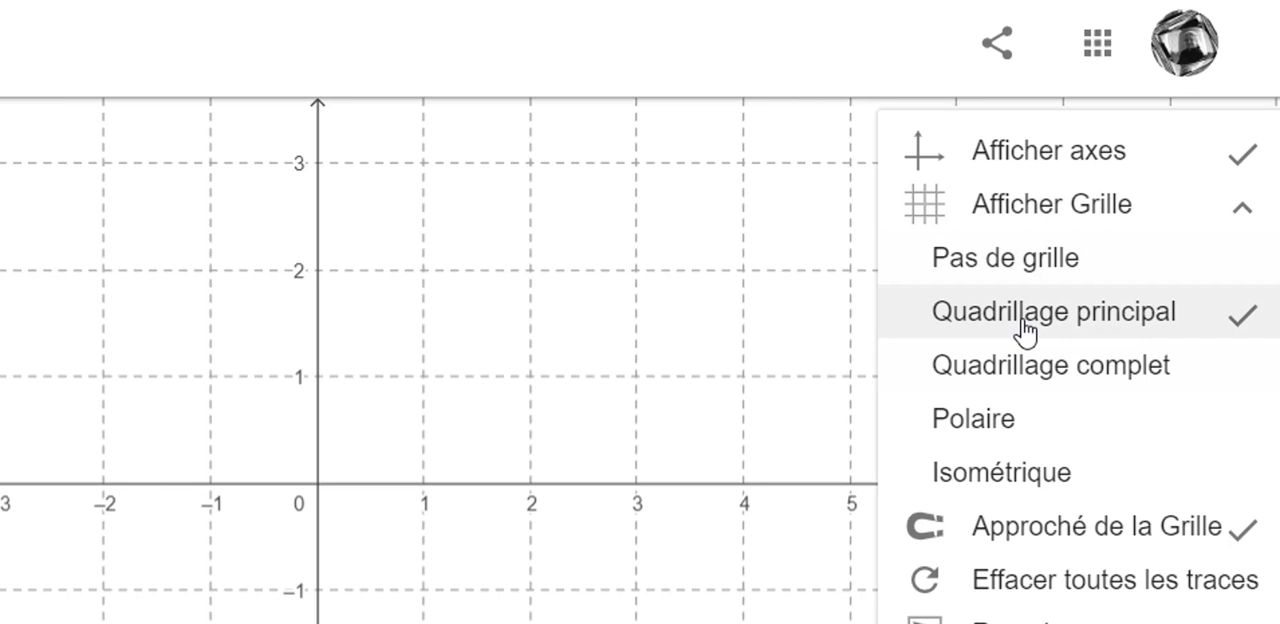 Afficher axes
3
Afficher Grille
Pas de grille
2
Quadrillage principal
Quadrillage complet
1
Polaire
Isométrique
3 –2 –1 0 1 2 3 4 5
Approché de la Grille
Effacer toutes les traces
–1